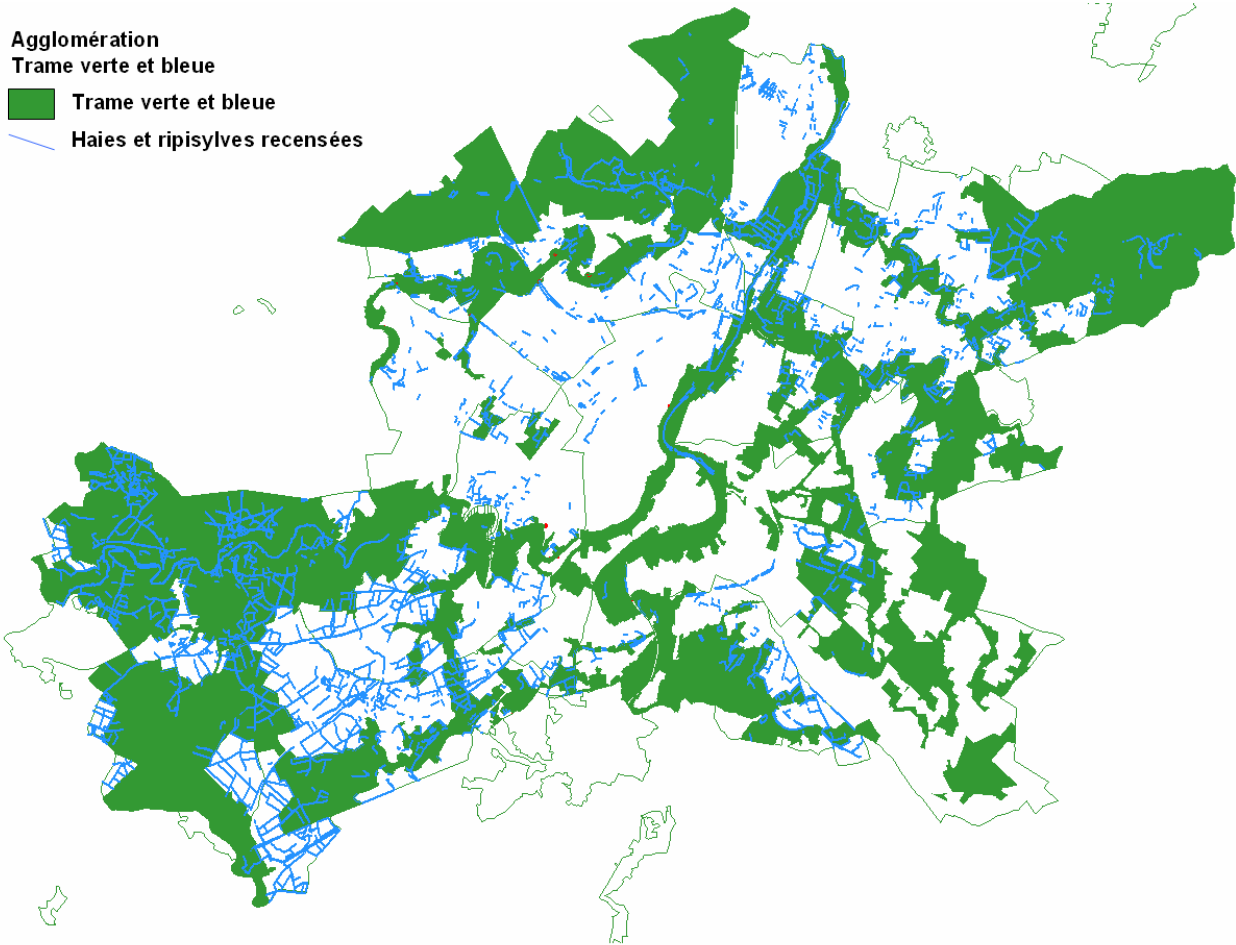 Agglomération
Trame verte et bleue
Trame verte et bleue
Haies et ripisylves recensées